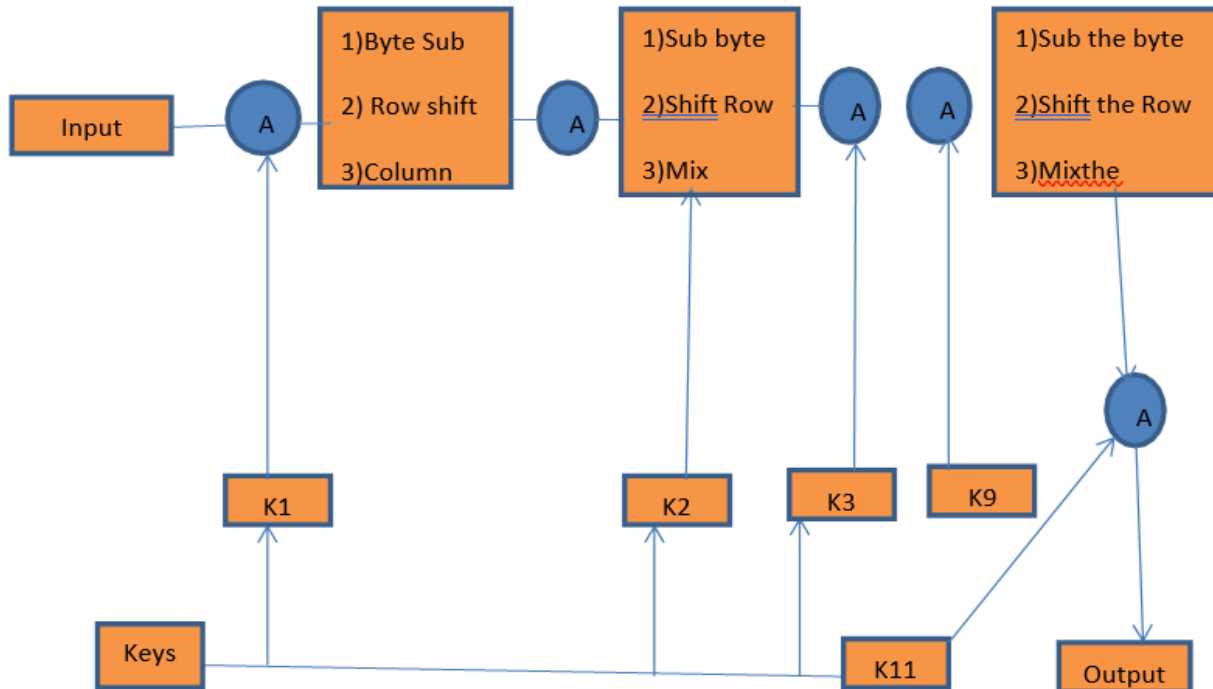 Input
A
1)Byte Sub
2) Row shift
3)Column
A
1)Sub byte
2)Shift Row
3)Mix
A
A
1)Sub the byte
2)Shift the Row
3)Mixthe
A
K1
K2
K3
K9
Keys
K11
Output